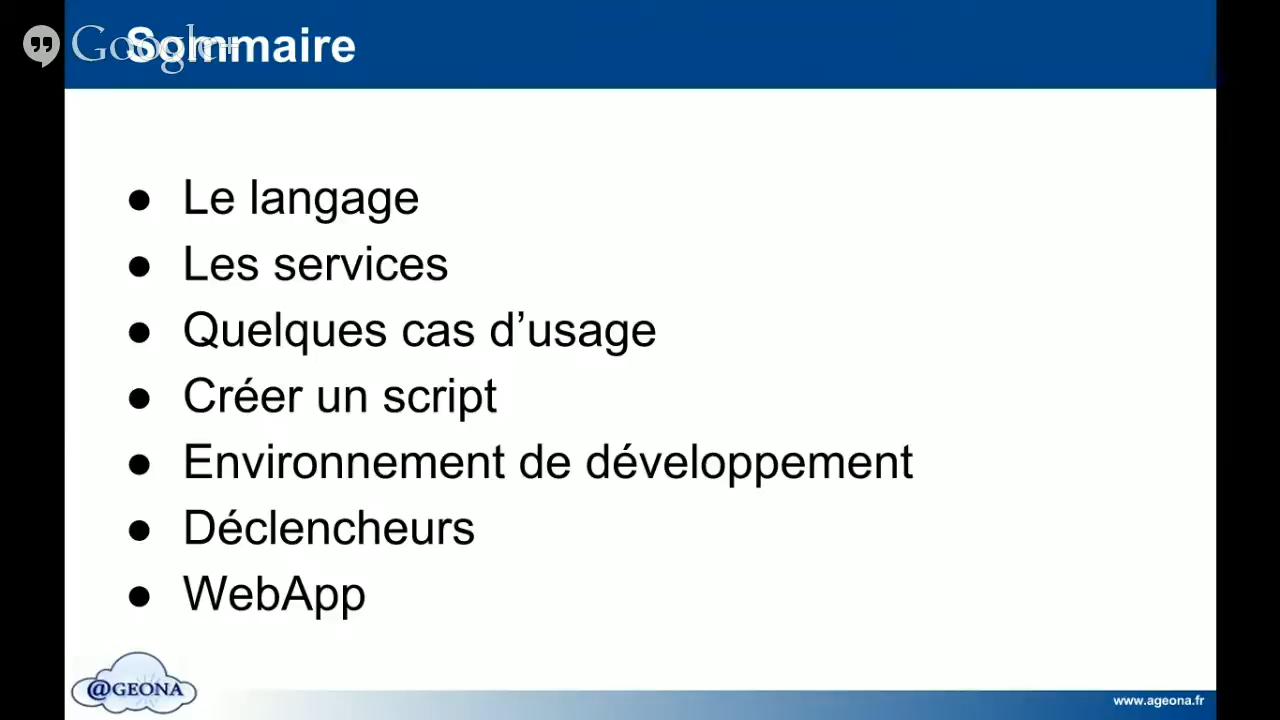 Google+
Sommaire
● Le langage
● Les services
● Quelques cas d’usage
● Créer un script
● Environnement de développement
● Déclencheurs
● WebApp
@GEONA
www.ageona.fr